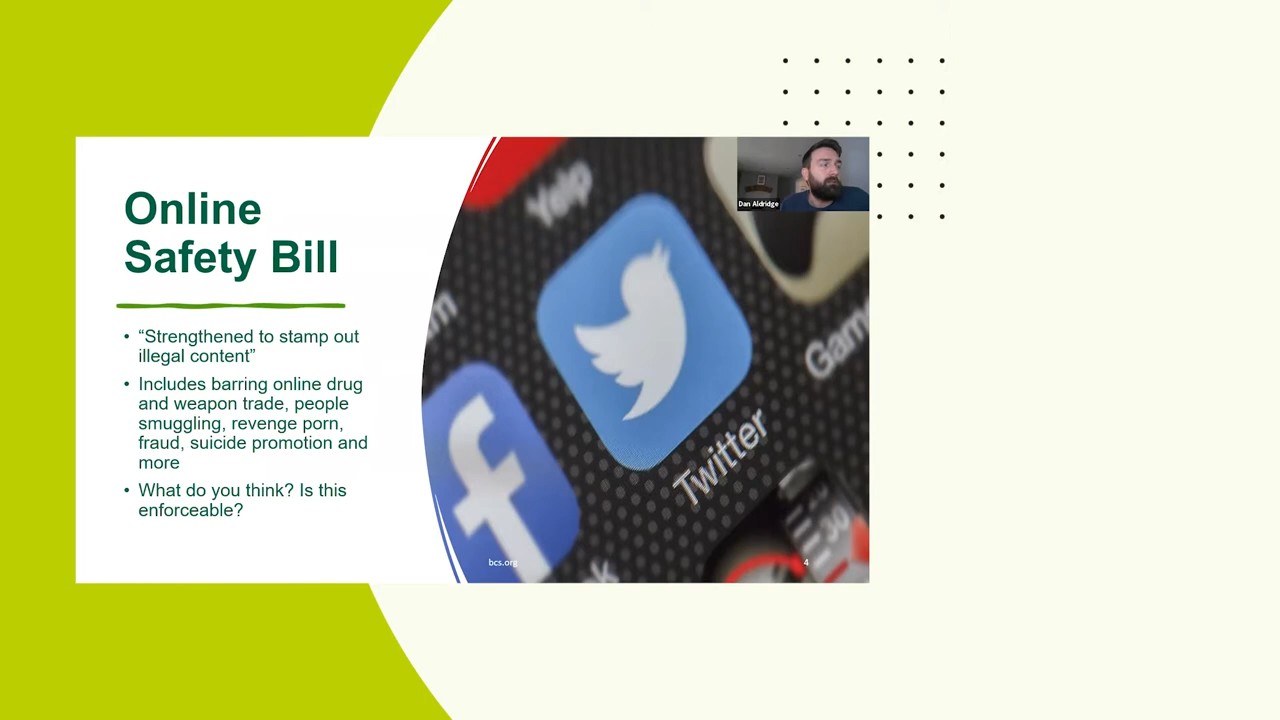 Online
Safety Bill
• “Strengthened to stamp out
illegal content”
• Includes barring online drug
and weapon trade, people
smuggling, revenge porn,
fraud, suicide promotion and
more
• What do you think? Is this
enforceable?
Yelp
Dan Aldridge
Gam
Twitter
30
bcs.org
4